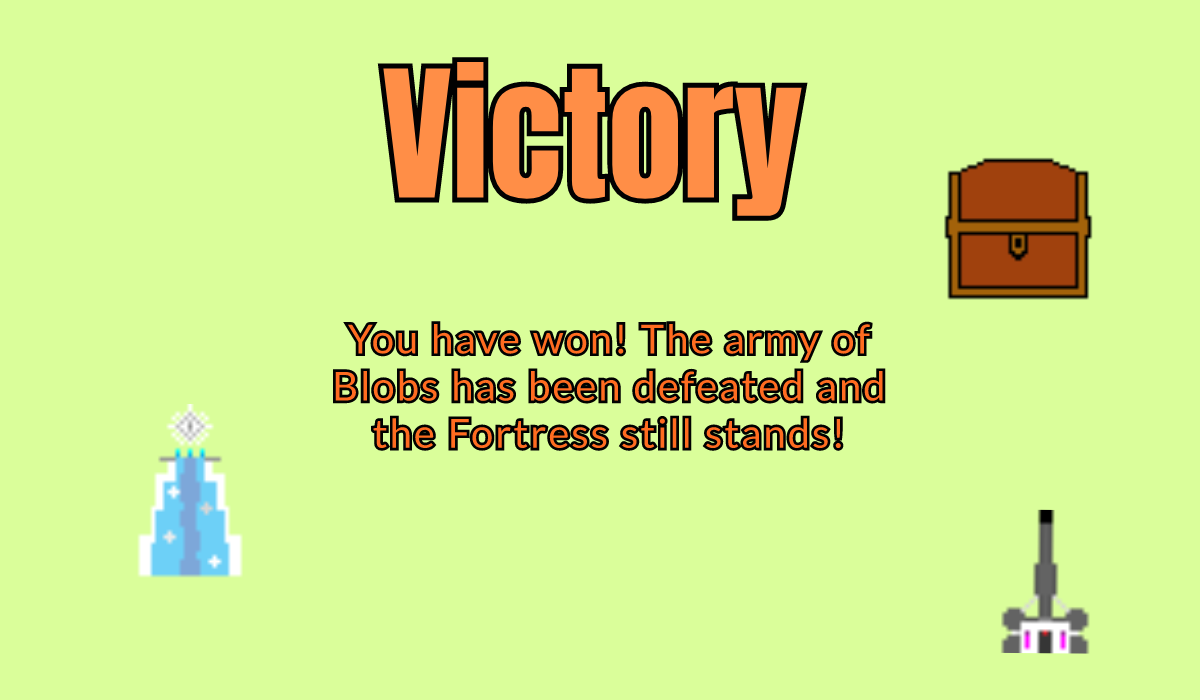 Victory
You have won! The army of
Blobs has been defeated and
the Fortress still stands!